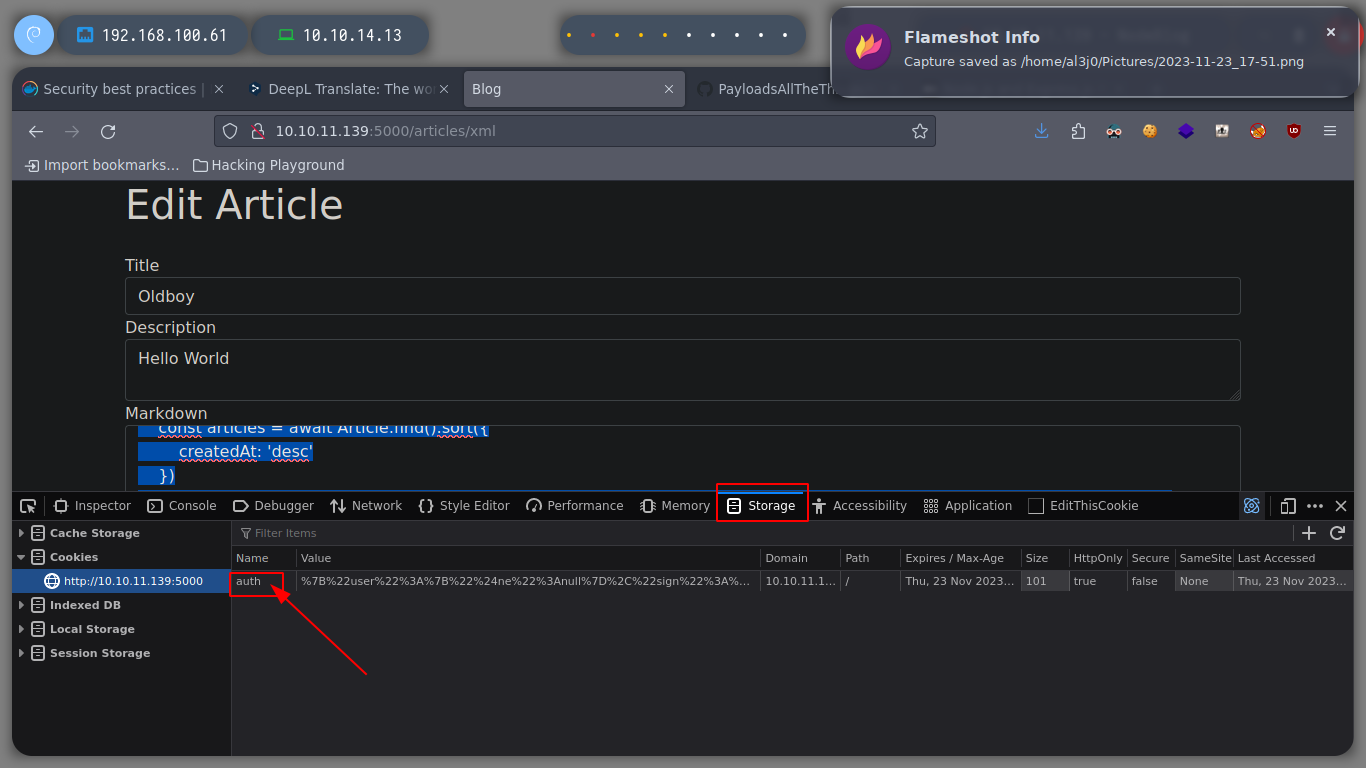 192.168.100.61
10.10.14.13
Flameshot Info
Capture saved as /home/al3j0/Pictures/2023-11-23_17-51.png
Security best practices |
DeepL Translate: The wo
Blog
PayloadsAllTheTh
10.10.11.139:5000/articles/xml
Import bookmarks...
Hacking Playground
Edit Article
Title
Oldboy
Description
Hello World
Markdown
const articles = await Article.find().sort({
createdAt: 'desc'
})
Inspector
Console
Debugger
Network
Style Editor
Performance
Memory
Storage
Accessibility
Application
EditThisCookie
Cache Storage
Cookies
http://10.10.11.139:5000
Indexed DB
Local Storage
Session Storage
Filter Items
Name Value Domain Path Expires / Max-Age Size HttpOnly Secure SameSite Last Accessed
auth %7B%22user%22%3A%7B%22%24ne%22%3Anull%7D%2C%22sign%22%3A%... 10.10.11.1... / Thu, 23 Nov 2023... 101 true false None Thu, 23 Nov 2023...